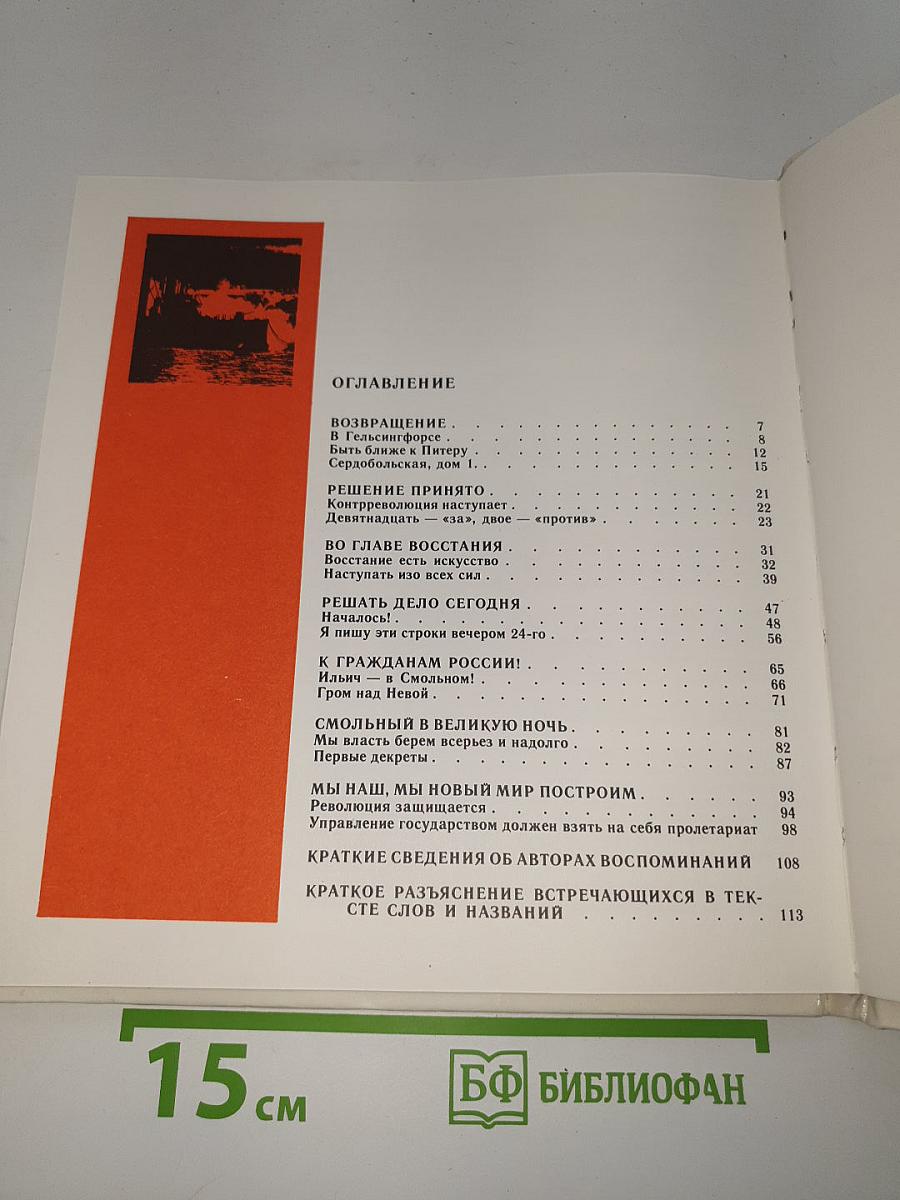 ОГЛАВЛЕНИЕ
ВОЗВРАЩЕНИЕ . . . . . . . . . . . . . . . . 7
В Гельсингфорсе . . . . . . . . . . . . . . . . 8
Быть ближе к Питеру . . . . . . . . . . . . . . 12
Сердобольская, дом 1. . . . . . . . . . . . . . 15
РЕШЕНИЕ ПРИНЯТО . . . . . . . . . . . . . 21
Контрреволюция наступает . . . . . . . . . . . . 22
Девятнадцать — «за», двое — «против» . . . . . . . 23
ВО ГЛАВЕ ВОССТАНИЯ . . . . . . . . . . . . 31
Восстание есть искусство . . . . . . . . . . . . 32
Наступать изо всех сил . . . . . . . . . . . . . 39
РЕШАТЬ ДЕЛО СЕГОДНЯ . . . . . . . . . . . 47
Началось! . . . . . . . . . . . . . . . . . . 48
Я пишу эти строки вечером 24-го . . . . . . . . . 56
К ГРАЖДАНАМ РОССИИ! . . . . . . . . . . . 65
Ильич — в Смольном! . . . . . . . . . . . . . . 66
Гром над Невой . . . . . . . . . . . . . . . . 71
СМОЛЬНЫЙ В ВЕЛИКУЮ НОЧЬ . . . . . . . . . 81
Мы власть берем всерьез и надолго . . . . . . . . 82
Первые декреты . . . . . . . . . . . . . . . . 87
МЫ НАШ, МЫ НОВЫЙ МИР ПОСТРОИМ . . . . . . 93
Революция защищается . . . . . . . . . . . . . 94
Управление государством должен взять на себя пролетариат 98
КРАТКИЕ СВЕДЕНИЯ ОБ АВТОРАХ ВОСПОМИНАНИЙ 108
КРАТКОЕ РАЗЪЯСНЕНИЕ ВСТРЕЧАЮЩИХСЯ В ТЕК-
СТЕ СЛОВ И НАЗВАНИЙ . . . . . . . . . 113
15 см
БФ БИБЛИОФАН